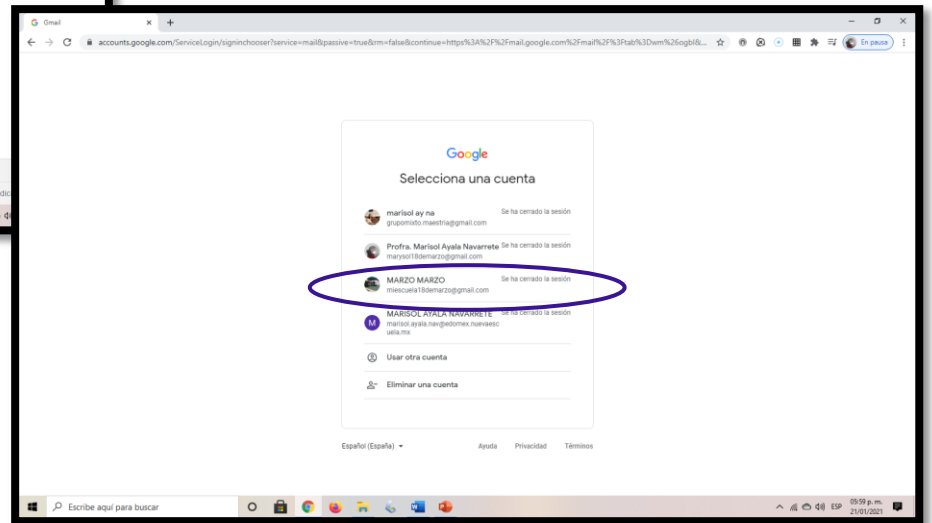 Gmail
accounts.google.com/ServiceLogin/signinchooser?service=mail&passive=true&rm=false&continue=https%3A%2F%2Fmail.google.com%2Fmail%2F%3Ftab%3Dwm%26ogbl&...
En pausa
Google
Selecciona una cuenta
marisol ay na Se ha cerrado la sesión
grupomixto.maestria@gmail.com
Profra. Marisol Ayala Navarrete Se ha cerrado la sesión
marysol18demarzo@gmail.com
MARZO MARZO Se ha cerrado la sesión
miescuela18demarzo@gmail.com
MARISOL AYALA NAVARRETE Se ha cerrado la sesión
M marisol.ayala.nav@edomex.nuevaesc
uela.mx
Usar otra cuenta
Eliminar una cuenta
Español (España) Ayuda Privacidad Términos
dic
Escribe aquí para buscar
ESP
05:59 p. m.
21/01/2021